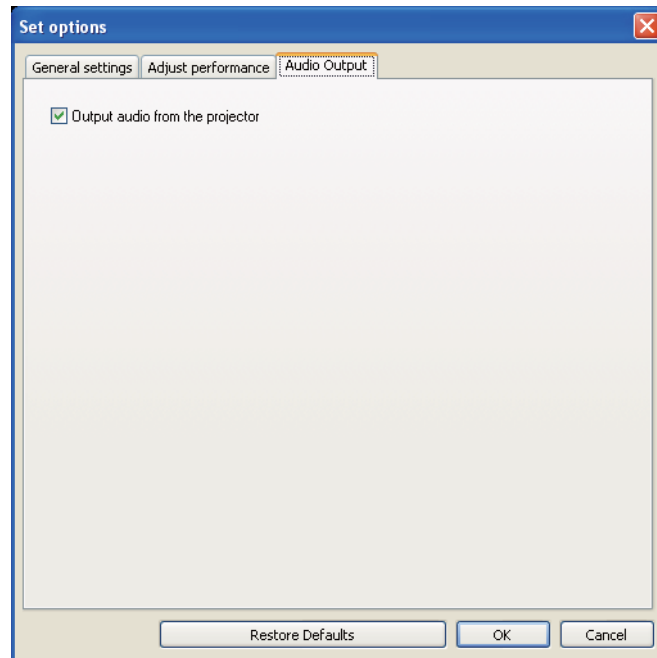 Set options
General settings Adjust performance Audio Output
Output audio from the projector
Restore Defaults OK Cancel